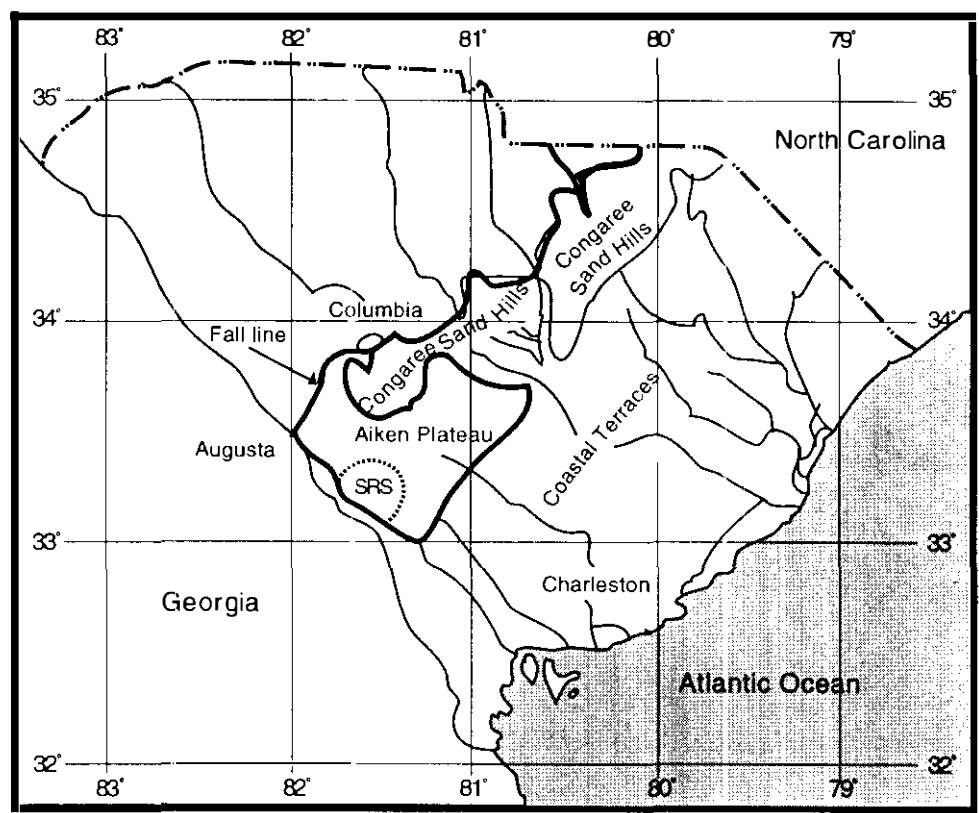 83° 82° 81° 80° 79°
35° 35°
North Carolina
Congaree
Sand Hills
Columbia
34° 34°
Fall line
Congaree Sand Hills
Coastal Terraces
Aiken Plateau
Augusta
SRS
33° 33°
Charleston
Georgia
Atlantic Ocean
32° 32°
83° 82° 81° 80° 79°